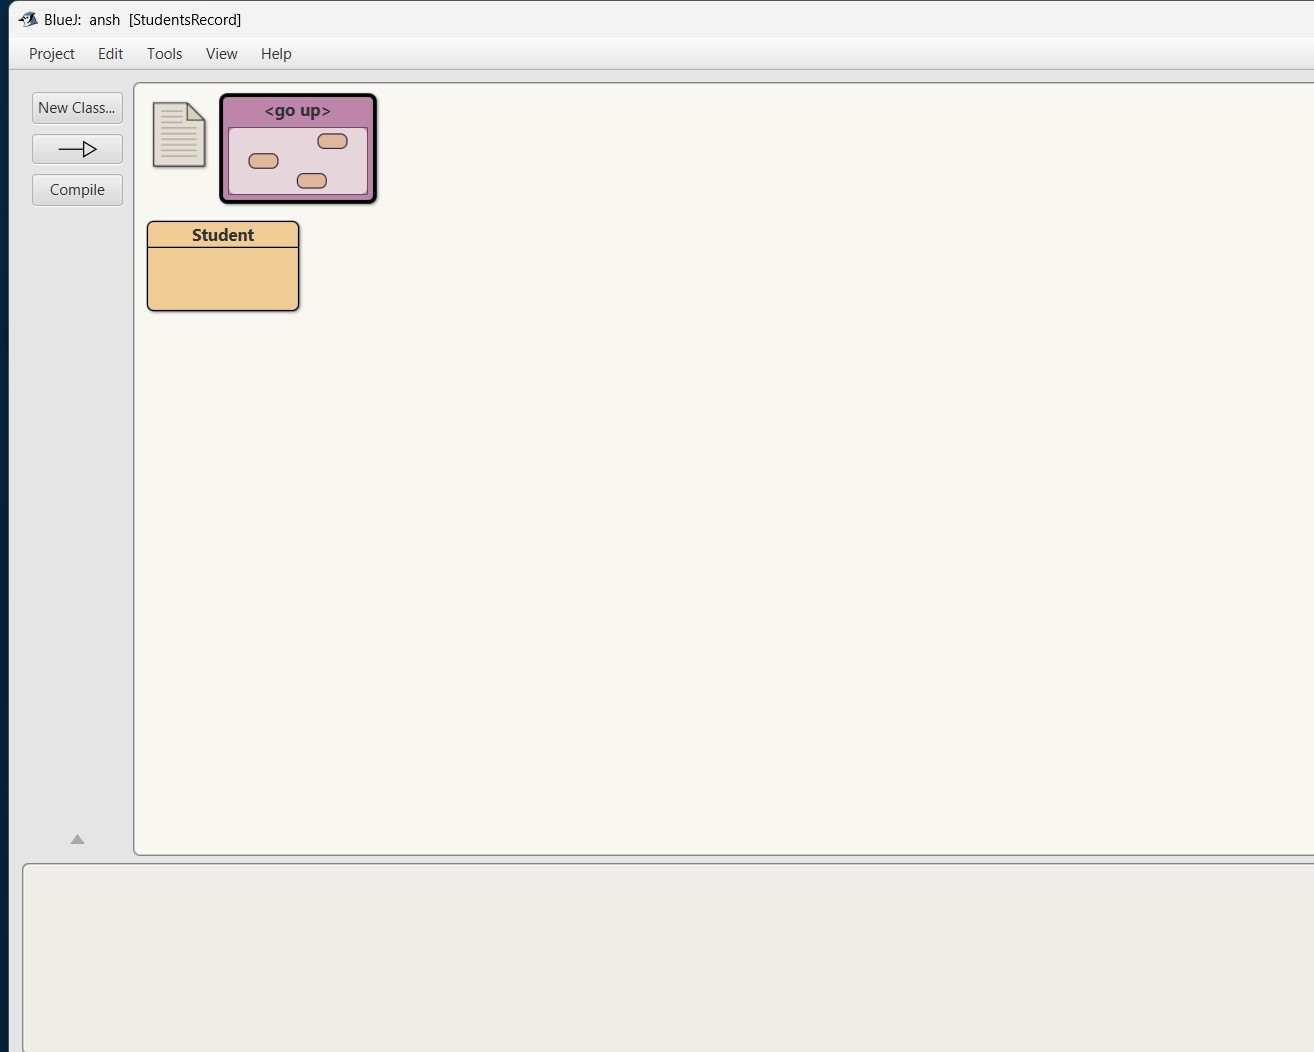 BlueJ:  ansh  [StudentsRecord]
Project Edit Tools View Help
New Class...
<go up>
Compile
Student